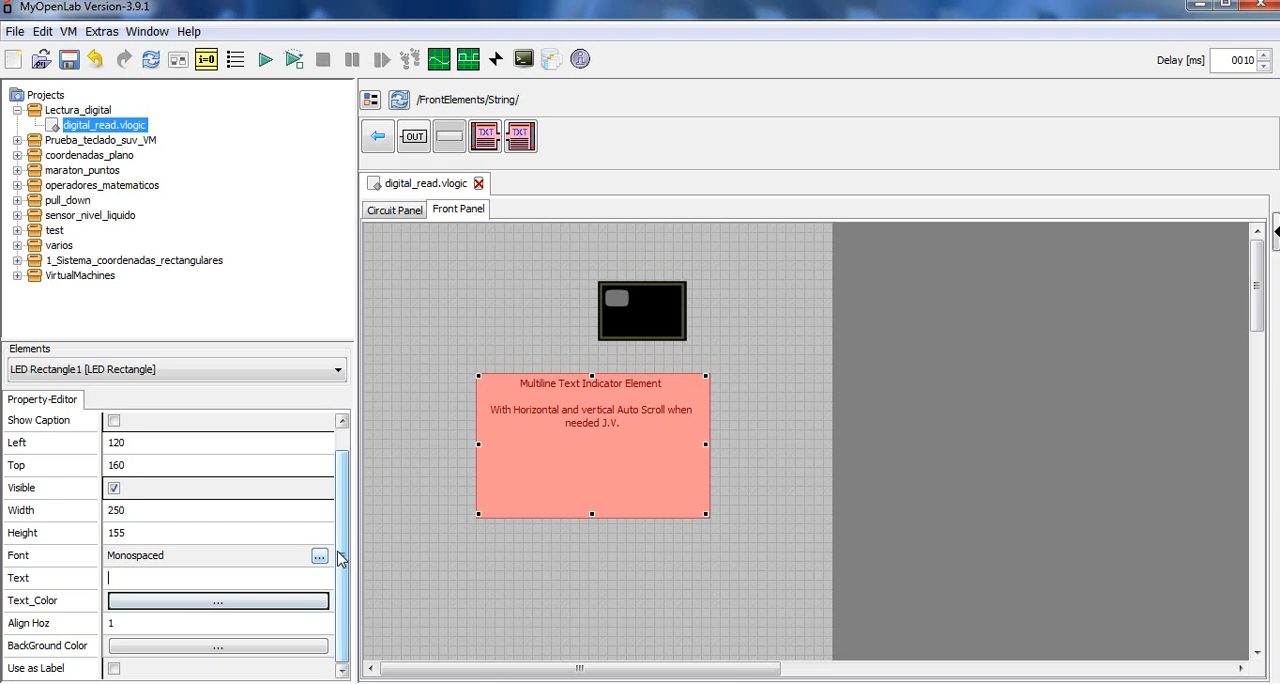 MyOpenLab Version-3.9.1
File Edit VM Extras Window Help
i=0
Delay [ms] 0010
Projects
Lectura_digital
digital_read.vlogic
Prueba_teclado_suv_VM
coordenadas_plano
maraton_puntos
operadores_matematicos
pull_down
sensor_nivel_liquido
test
varios
1_Sistema_coordenadas_rectangulares
VirtualMachines
/FrontElements/String/
OUT TXT TXT
digital_read.vlogic
Circuit Panel Front Panel
Multiline Text Indicator Element
With Horizontal and vertical Auto Scroll when
needed J.V.
Elements
LED Rectangle1 [LED Rectangle]
Property-Editor
Show Caption
Left 120
Top 160
Visible
Width 250
Height 155
Font Monospaced ...
Text
Text_Color ...
Align Hoz 1
BackGround Color ...
Use as Label